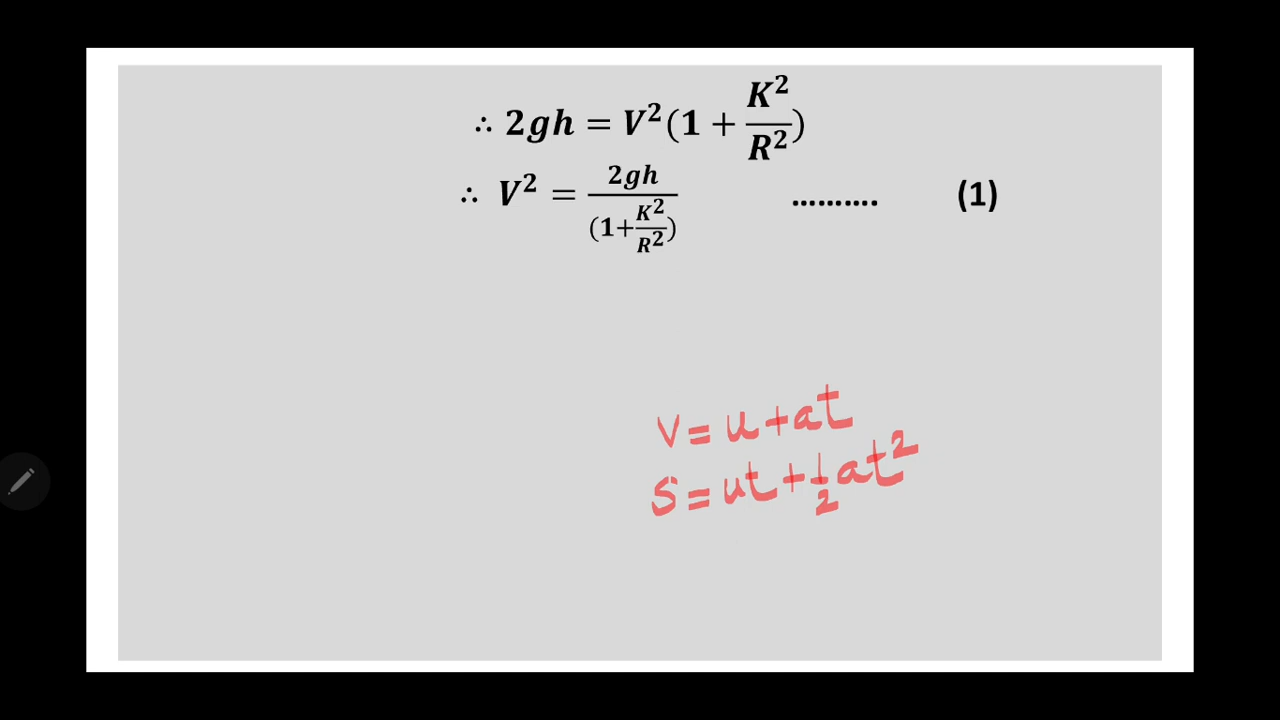 ∴ 2gh = V²(1 + K²/R²)
∴ V² = 2gh/(1+K²/R²) .......... (1)
V = u + at
S = ut + ½at²